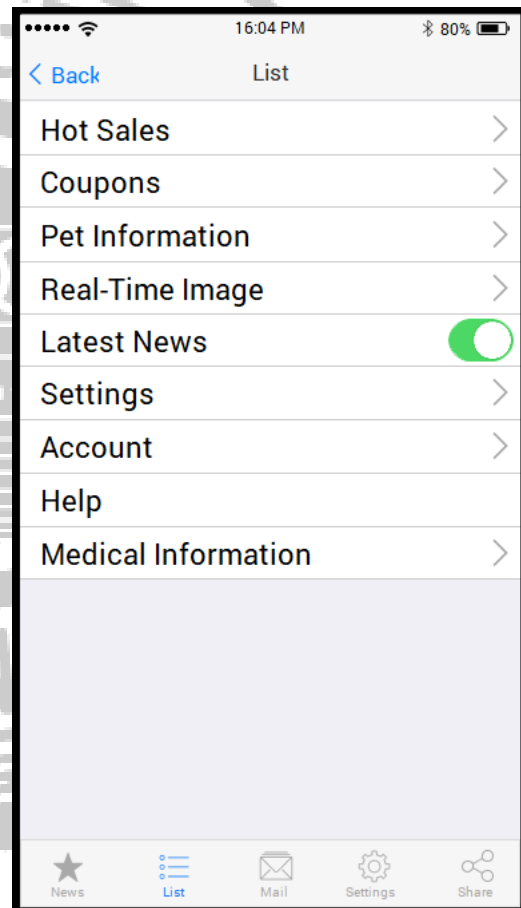 16:04 PM
80%
Back
List
Hot Sales
Coupons
Pet Information
Real-Time Image
Latest News
Settings
Account
Help
Medical Information
News
List
Mail
Settings
Share